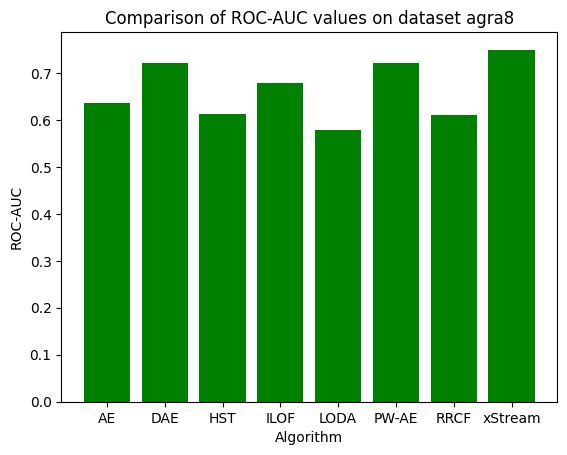 Comparison of ROC-AUC values on dataset agra8
ROC-AUC
0.7
0.6
0.5
0.4
0.3
0.2
0.1
0.0
AE DAE HST ILOF LODA PW-AE RRCF xStream
Algorithm